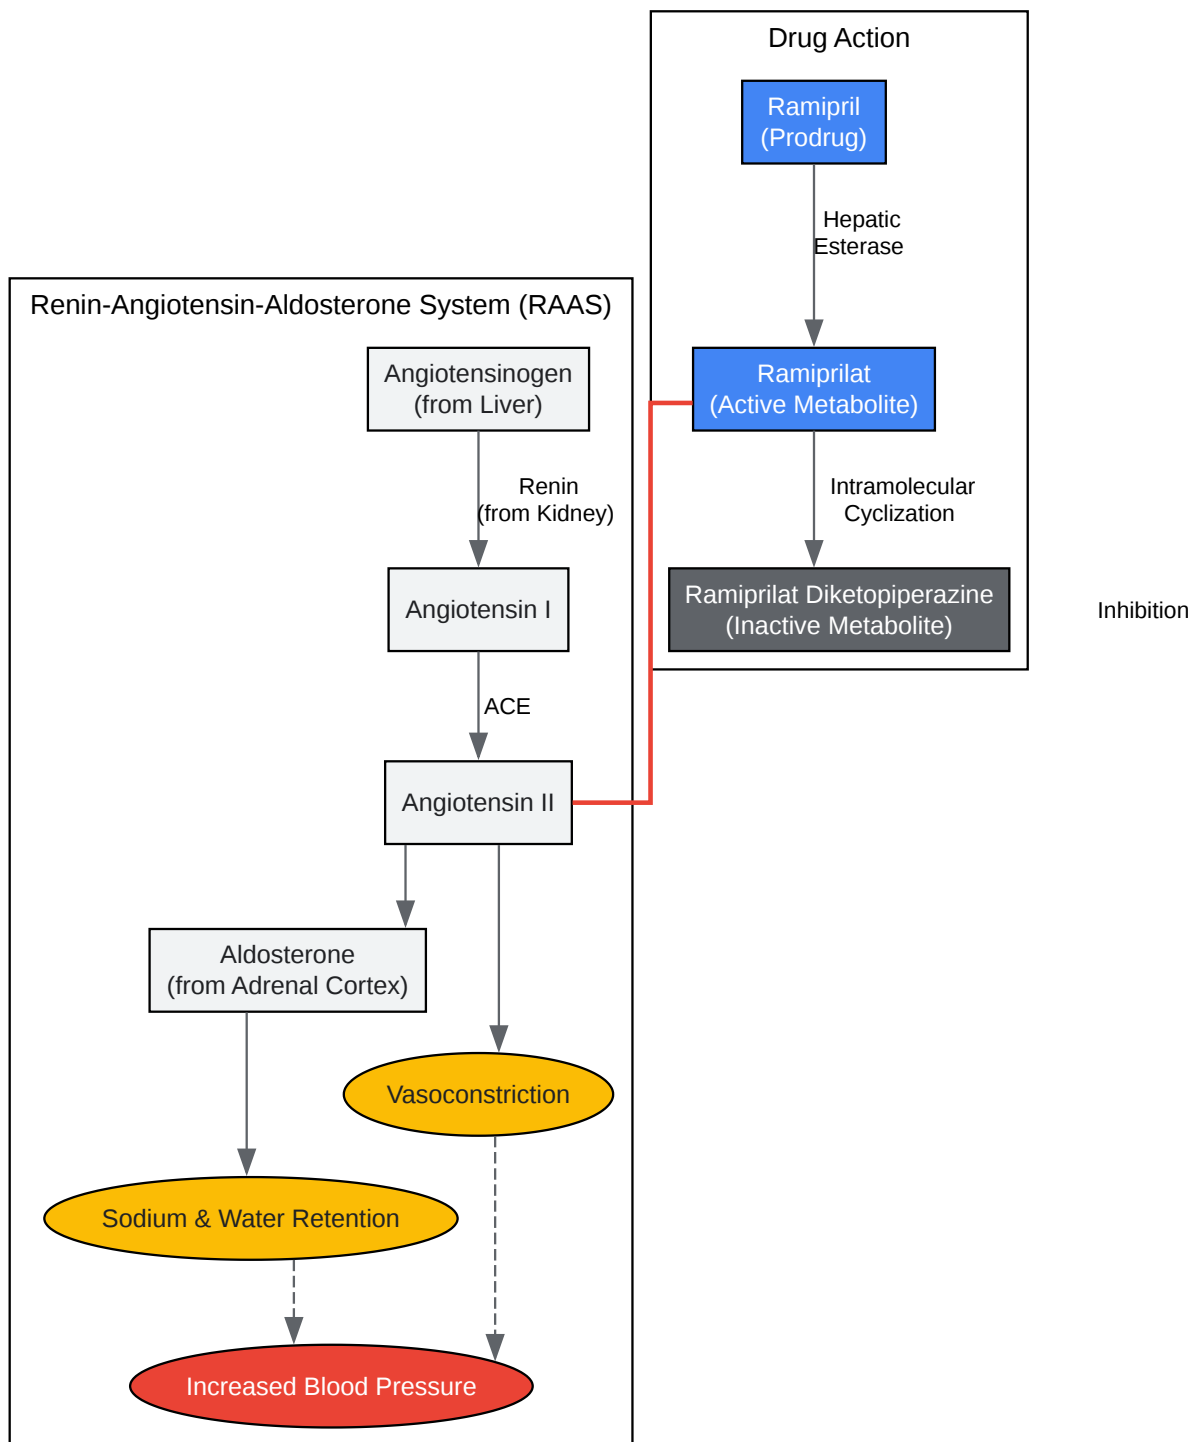 Drug Action
Ramipril
(Prodrug)
Hepatic
Esterase
Renin-Angiotensin-Aldosterone System (RAAS)
Angiotensinogen
(from Liver)
Ramiprilat
(Active Metabolite)
Renin
(from Kidney)
Intramolecular
Cyclization
Angiotensin I
Ramiprilat Diketopiperazine
(Inactive Metabolite)
Inhibition
ACE
Angiotensin II
Aldosterone
(from Adrenal Cortex)
Vasoconstriction
Sodium & Water Retention
Increased Blood Pressure